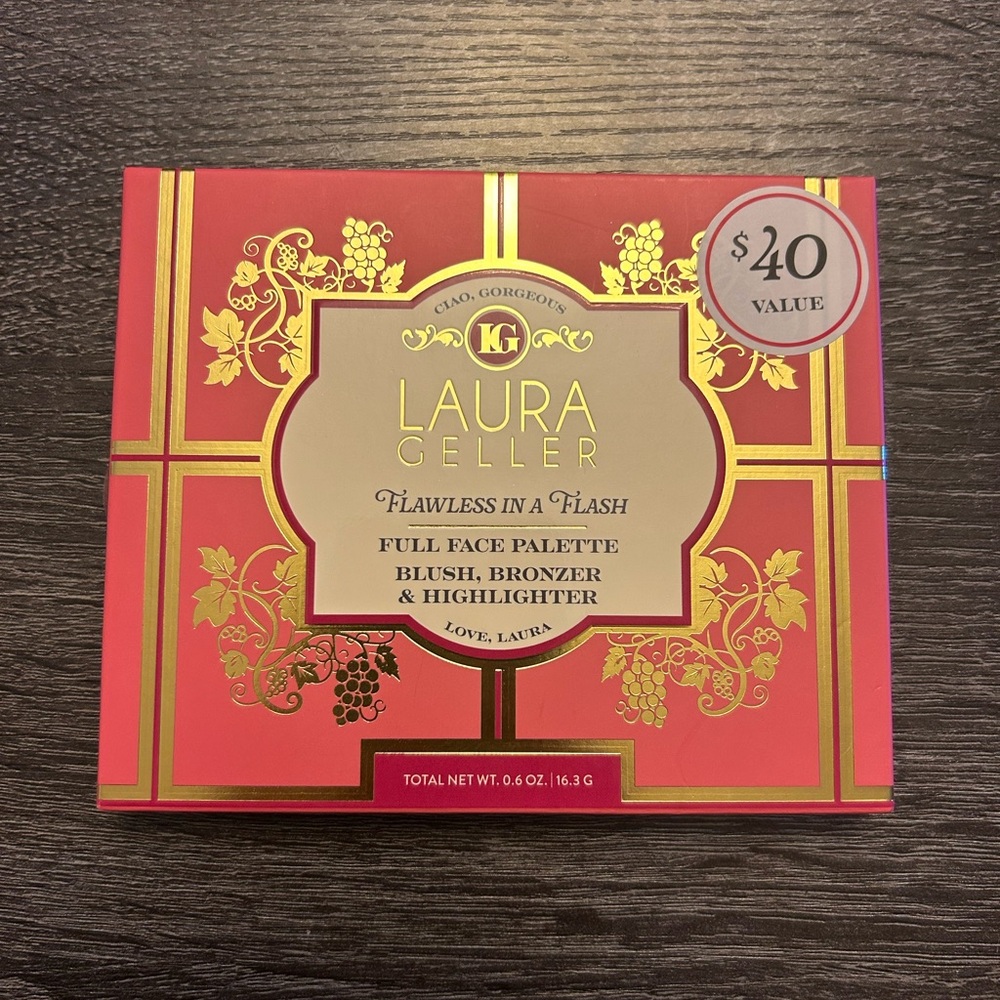 $40
VALUE
CIAO, GORGEOUS
LG
LAURA
GELLER
FLAWLESS IN A FLASH
FULL FACE PALETTE
BLUSH, BRONZER
& HIGHLIGHTER
LOVE, LAURA
TOTAL NET WT. 0.6 OZ. | 16.3 G